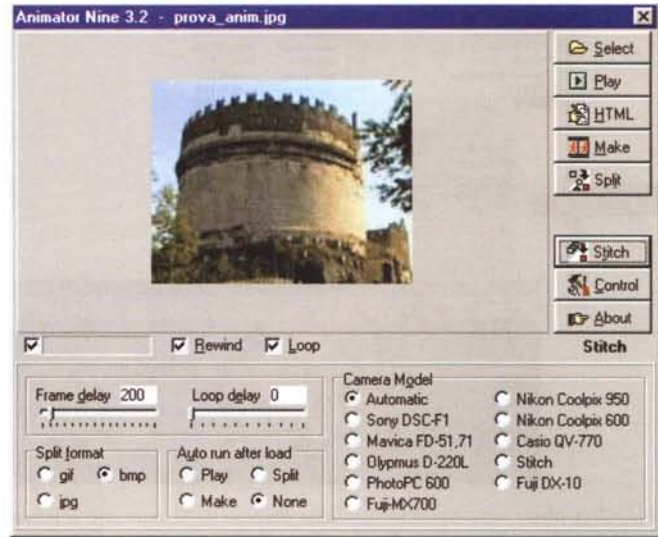 Animator Nine 3.2 - prova_anim.jpg
Select
Play
HTML
Make
Split
Stitch
Control
About
Rewind Loop Stitch
Frame delay 200 Loop delay 0
Split format
gif bmp
jpg
Auto run after load
Play Split
Make None
Camera Model
Automatic
Sony DSC-F1
Mavica FD-51,71
Olypmus D-220L
PhotoPC 600
Fuji-MX700
Nikon Coolpix 950
Nikon Coolpix 600
Casio QV-770
Stitch
Fuji DX-10